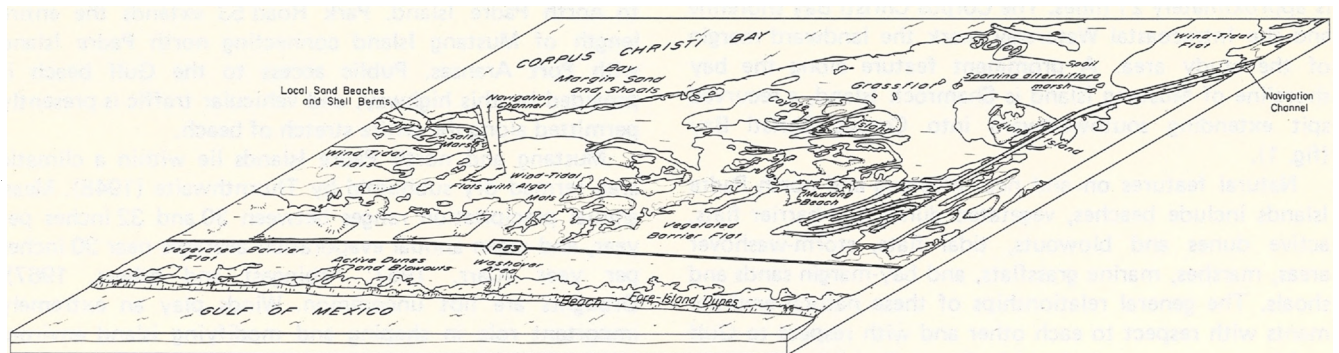 CORPUS CHRISTI BAY
Bay
Margin Sand
and Shoals
Local Sand Beaches
and Shell Berms
Navigation
Channel
Grassflat
Spoil
Spartina alterniflora
marsh
Wind-Tidal
Flat
Navigation
Channel
Island
Marsh
Wind-Tidal
Flats
Wind-Tidal
Flats with Algal
Mats
Mustang
Beach
Vegetated
Barrier Flat
Vegetated Barrier
Flat
Active Dunes
and Blowouts
P53
Washover
Beach
Fore-Island Dunes
GULF OF MEXICO